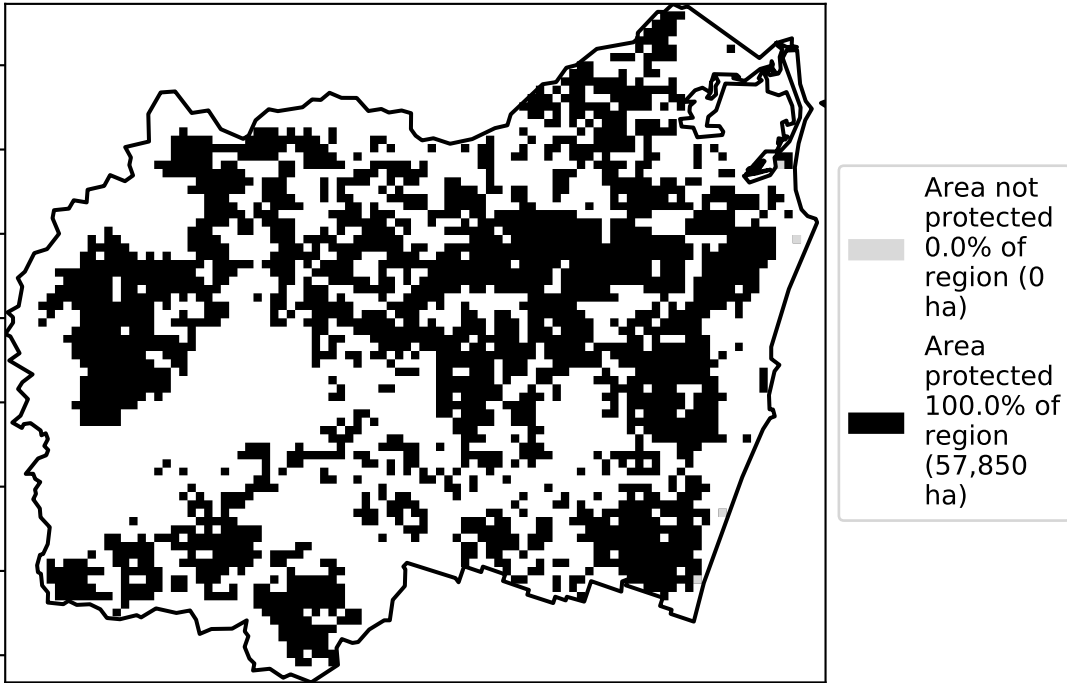 Area not
protected
0.0% of
region (0
ha)
Area
protected
100.0% of
region
(57,850
ha)